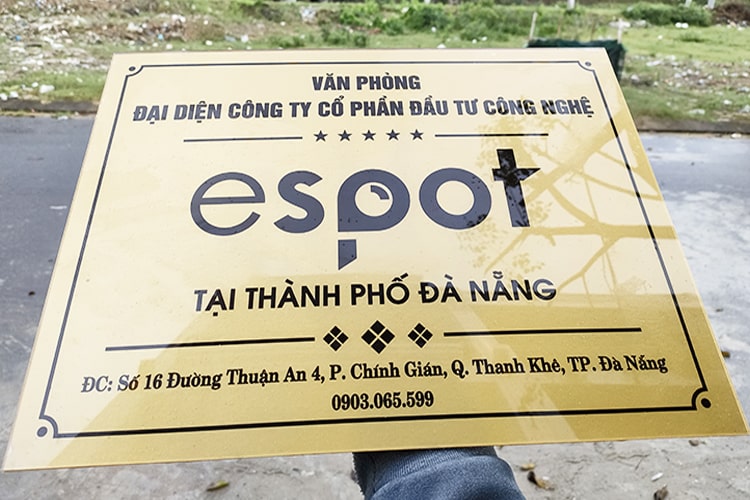 VĂN PHÒNG
ĐẠI DIỆN CÔNG TY CỔ PHẦN ĐẦU TƯ CÔNG NGHỆ
espot
TẠI THÀNH PHỐ ĐÀ NẴNG
ĐC: Số 16 Đường Thuận An 4, P. Chính Gián, Q. Thanh Khê, TP. Đà Nẵng
0903.065.599